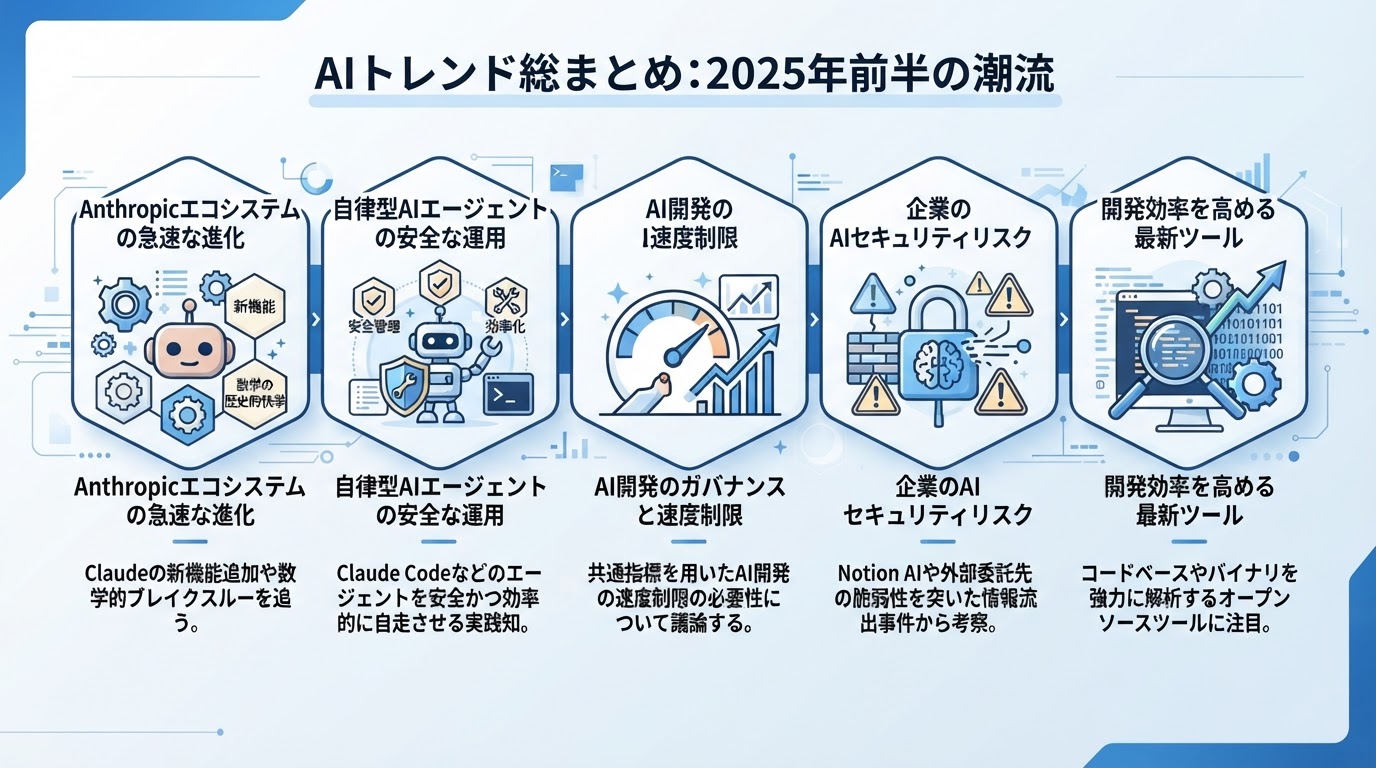 AIトレンド総まとめ：2025年前半の潮流
Anthropicエコシステム
の急速な進化
新機能
数学の
自律型AIエージェント
の安全な運用
安全管理
効率化
>_
AI開発の
速度制限
企業の
AIセキュリティリスク
開発効率を高める
最新ツール
Anthropicエコシステム
の急速な進化
Claudeの新機能追加や数
学的ブレイクスルーを追
う。
自律型AIエージェント
の安全な運用
Claude Codeなどのエー
ジェントを安全かつ効率
的に自走させる実践知。
AI開発のガバナンス
と速度制限
共通指標を用いたAI開発
の速度制限の必要性に
ついて議論する。
企業のAI
セキュリティリスク
Notion AIや外部委託先
の脆弱性を突いた情報流
出事件から考察。
開発効率を高める
最新ツール
コードベースやバイナリを
強力に解析するオープン
ソースツールに注目。